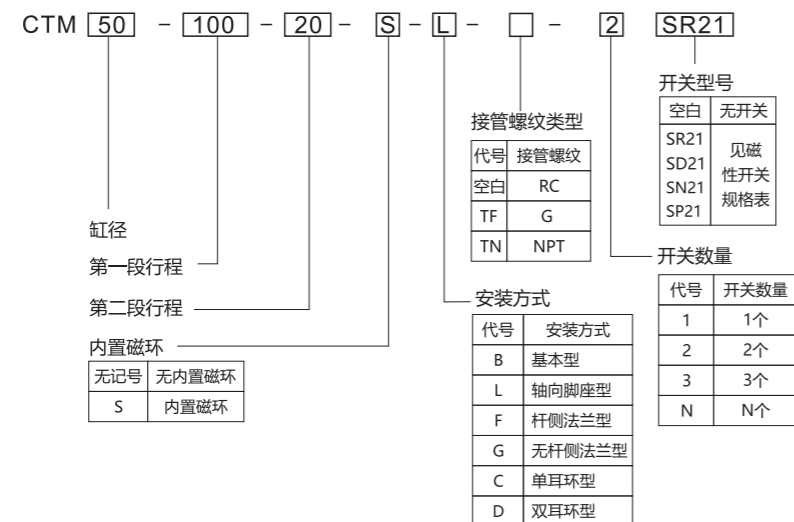 CTM 50 - 100 - 20 - S - L - □ - 2 SR21
缸径
第一段行程
第二段行程
内置磁环
无记号 无内置磁环
S 内置磁环
接管螺纹类型
代号 接管螺纹
空白 RC
TF G
TN NPT
安装方式
代号 安装方式
B 基本型
L 轴向脚座型
F 杆侧法兰型
G 无杆侧法兰型
C 单耳环型
D 双耳环型
开关型号
空白 无开关
SR21
SD21
SN21
SP21
见磁
性开关
规格表
开关数量
代号 开关数量
1 1个
2 2个
3 3个
N N个